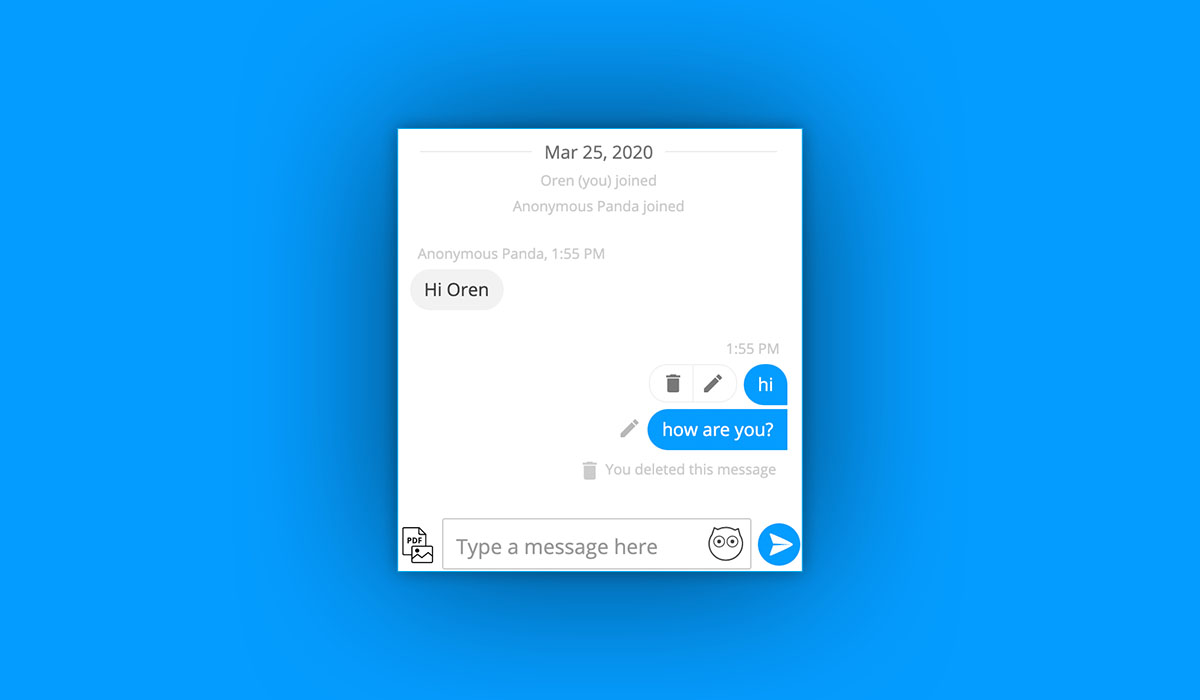 Mar 25, 2020
Oren (you) joined
Anonymous Panda joined
Anonymous Panda, 1:55 PM
Hi Oren
1:55 PM
hi
how are you?
You deleted this message
PDF
Type a message here